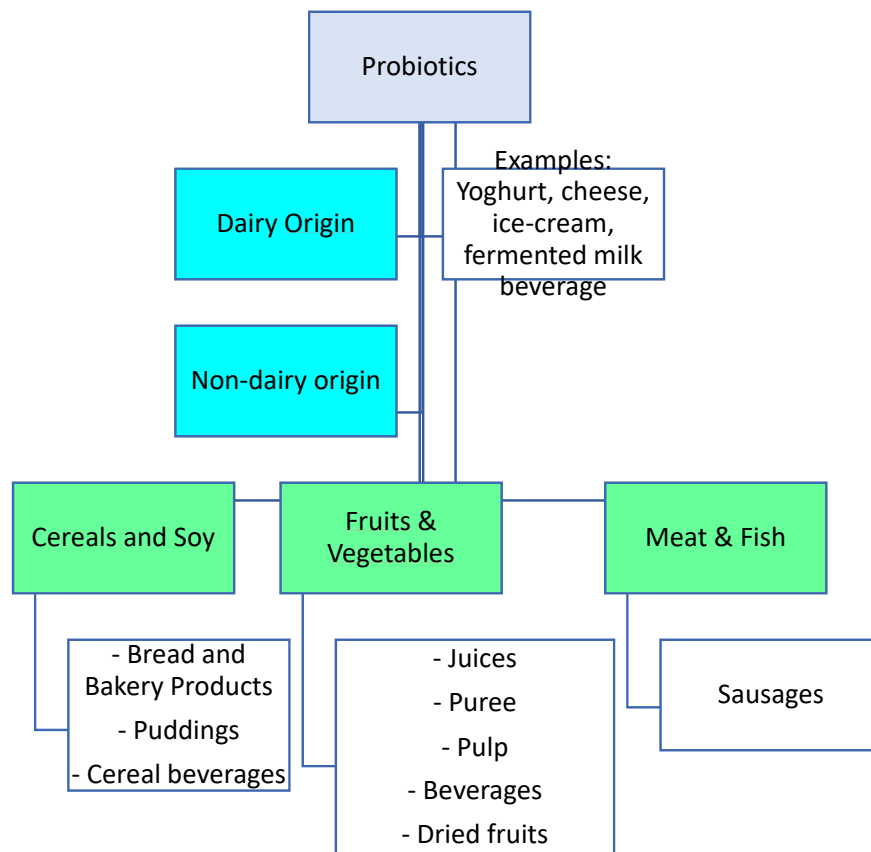 Probiotics
Dairy Origin
Examples:
Yoghurt, cheese,
ice-cream,
fermented milk
beverage
Non-dairy origin
Cereals and Soy
Fruits &
Vegetables
Meat & Fish
- Bread and
Bakery Products
- Puddings
- Cereal beverages
- Juices
- Puree
- Pulp
- Beverages
- Dried fruits
Sausages